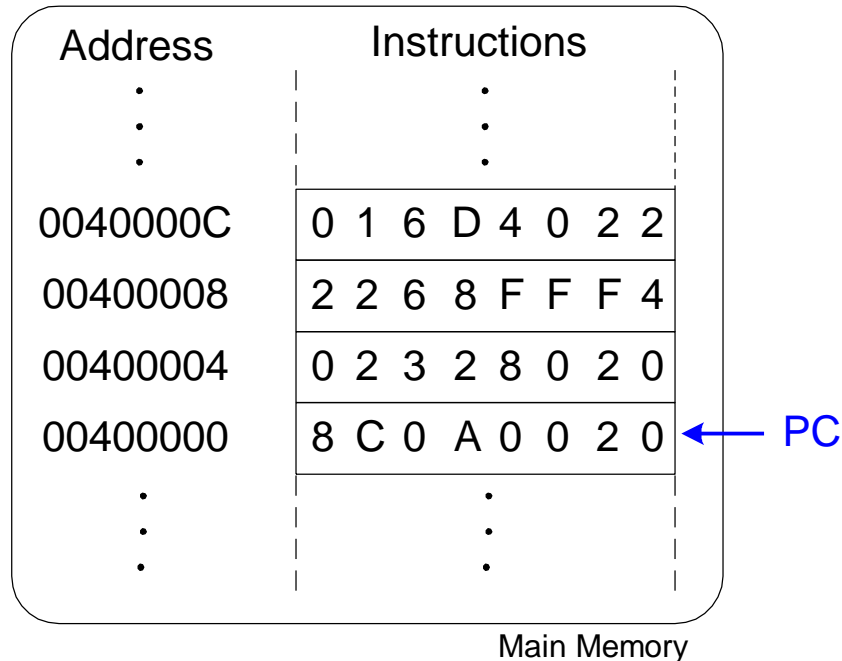 Address Instructions
0040000C 0 1 6 D 4 0 2 2
00400008 2 2 6 8 F F F 4
00400004 0 2 3 2 8 0 2 0
00400000 8 C 0 A 0 0 2 0 PC
Main Memory